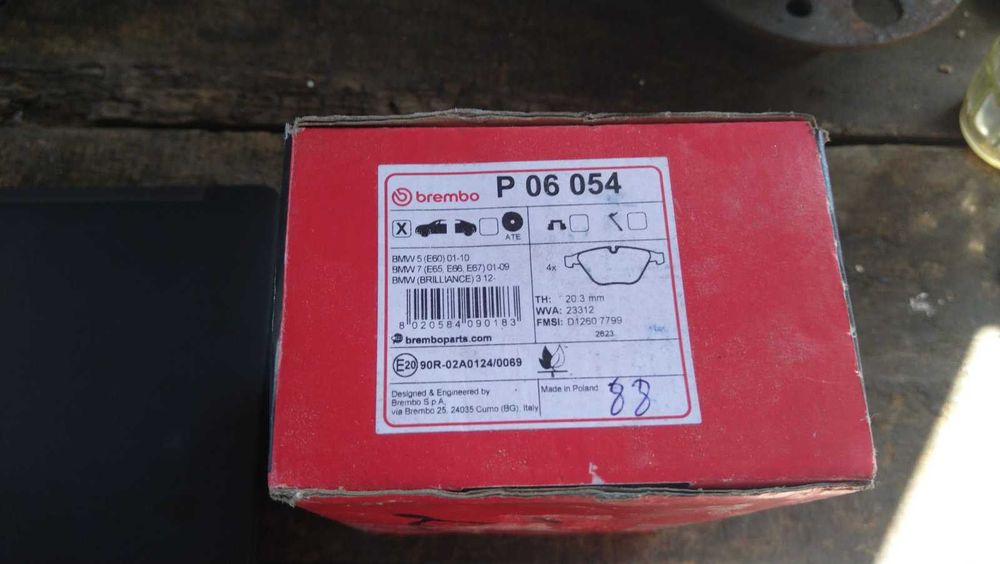 brembo P 06 054
X
ATE
BMW 5 (E60) 01-10
BMW 7 (E65, E66, E67) 01-09
BMW (BRILLIANCE) 3 12-
4x
8 020584 090183
TH: 20.3 mm
WVA: 23312
FMSI: D1260 7799
2623
bremboparts.com
E20 90R-02A0124/0069
Designed & Engineered by
Brembo S.p.A.
via Brembo 25, 24035 Curno (BG), Italy
Made in Poland
88